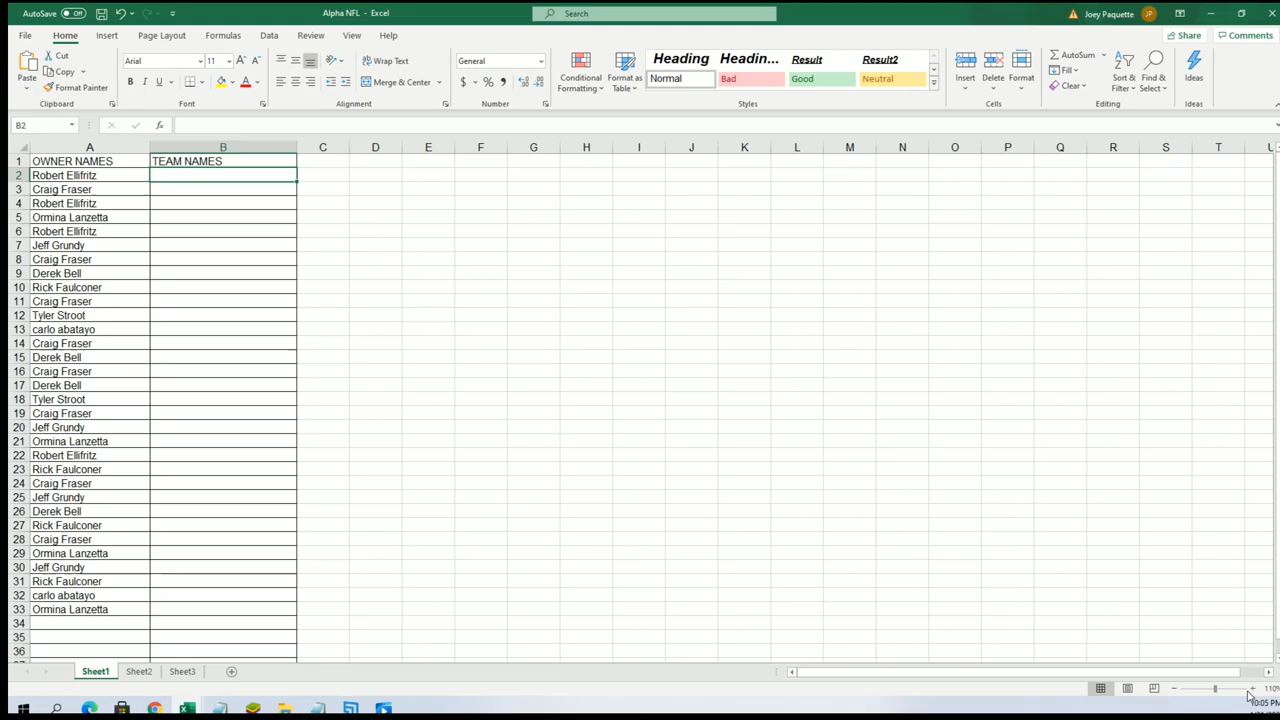 AutoSave Off Alpha NFL - Excel Search Joey Paquette JP
File Home Insert Page Layout Formulas Data Review View Help Share Comments
Paste Cut Copy Format Painter Clipboard
Arial 11 A A B I U A Font
Wrap Text Merge & Center Alignment
General $ % Number
Conditional Formatting Format as Table
Heading Headin... Result Result2
Normal Bad Good Neutral Styles
Insert Delete Format Cells
AutoSum Fill Clear Sort & Filter Find & Select Editing
Ideas Ideas
B2 fx
A B C D E F G H I J K L M N O P Q R S T U
1 OWNER NAMES TEAM NAMES
2 Robert Ellifritz
3 Craig Fraser
4 Robert Ellifritz
5 Ormina Lanzetta
6 Robert Ellifritz
7 Jeff Grundy
8 Craig Fraser
9 Derek Bell
10 Rick Faulconer
11 Craig Fraser
12 Tyler Stroot
13 carlo abatayo
14 Craig Fraser
15 Derek Bell
16 Craig Fraser
17 Derek Bell
18 Tyler Stroot
19 Craig Fraser
20 Jeff Grundy
21 Ormina Lanzetta
22 Robert Ellifritz
23 Rick Faulconer
24 Craig Fraser
25 Jeff Grundy
26 Derek Bell
27 Rick Faulconer
28 Craig Fraser
29 Ormina Lanzetta
30 Jeff Grundy
31 Rick Faulconer
32 carlo abatayo
33 Ormina Lanzetta
34
35
36
Sheet1 Sheet2 Sheet3
110%
10:05 PM